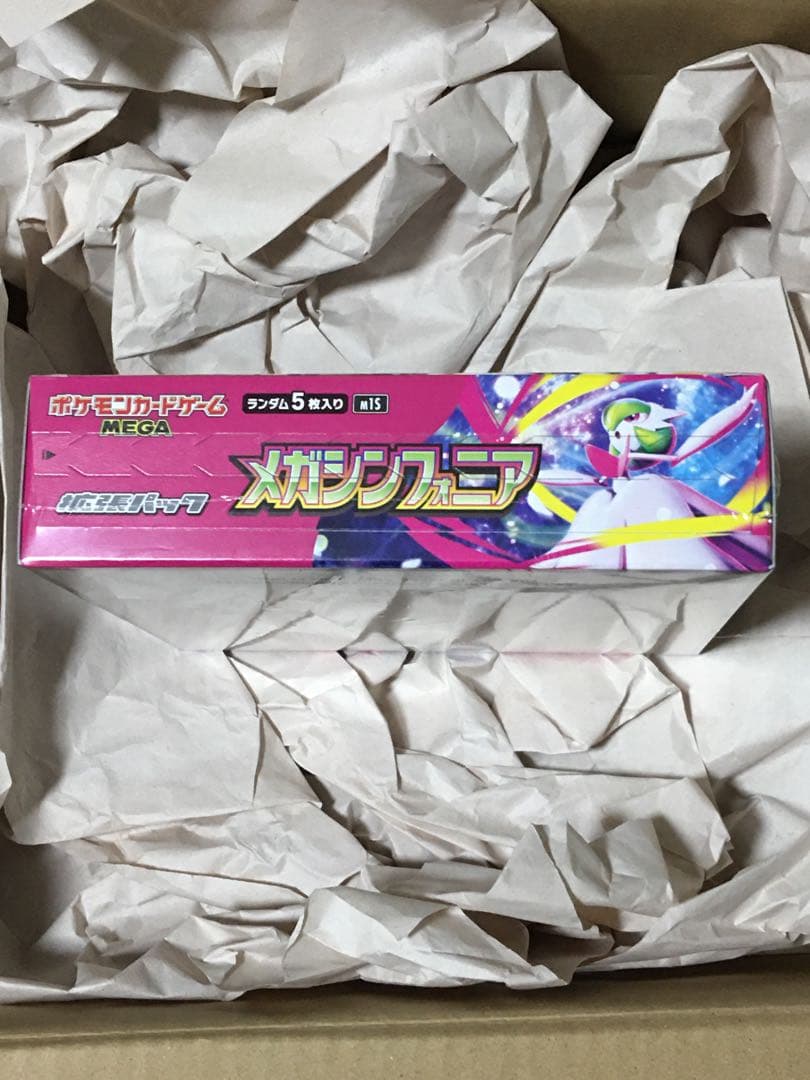 ポケモンカードゲーム
MEGA
ランダム5枚入り
M1S
拡張パック
メガシンフォニア